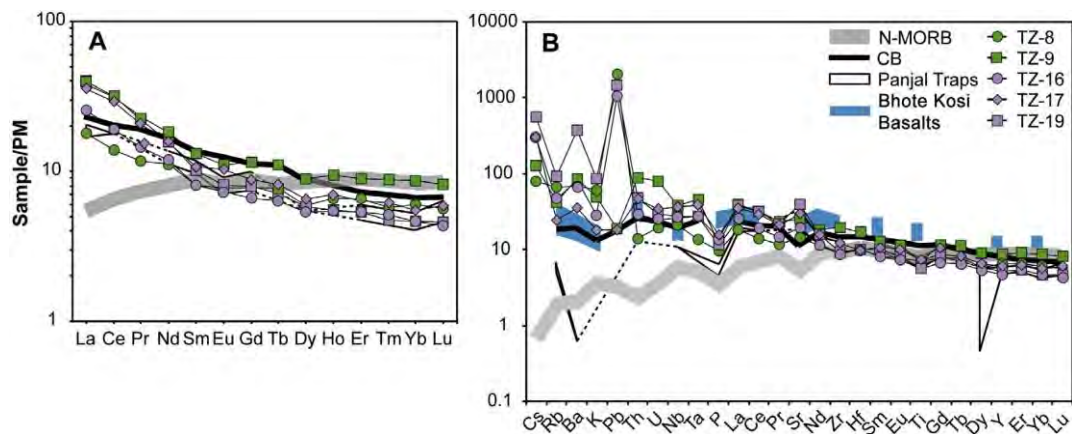 100
10
1
Sample/PM
A
La Ce Pr Nd Sm Eu Gd Tb Dy Ho Er Tm Yb Lu
10000
1000
100
10
1
0.1
B
N-MORB
CB
Panjal Traps
Bhote Kosi
Basalts
TZ-8
TZ-9
TZ-16
TZ-17
TZ-19
Cs Rb Ba K Pb Th U Nb Ta P La Ce Pr Sr Nd Zr Hf Sm Eu Ti Gd Tb Dy Y Er Yb Lu